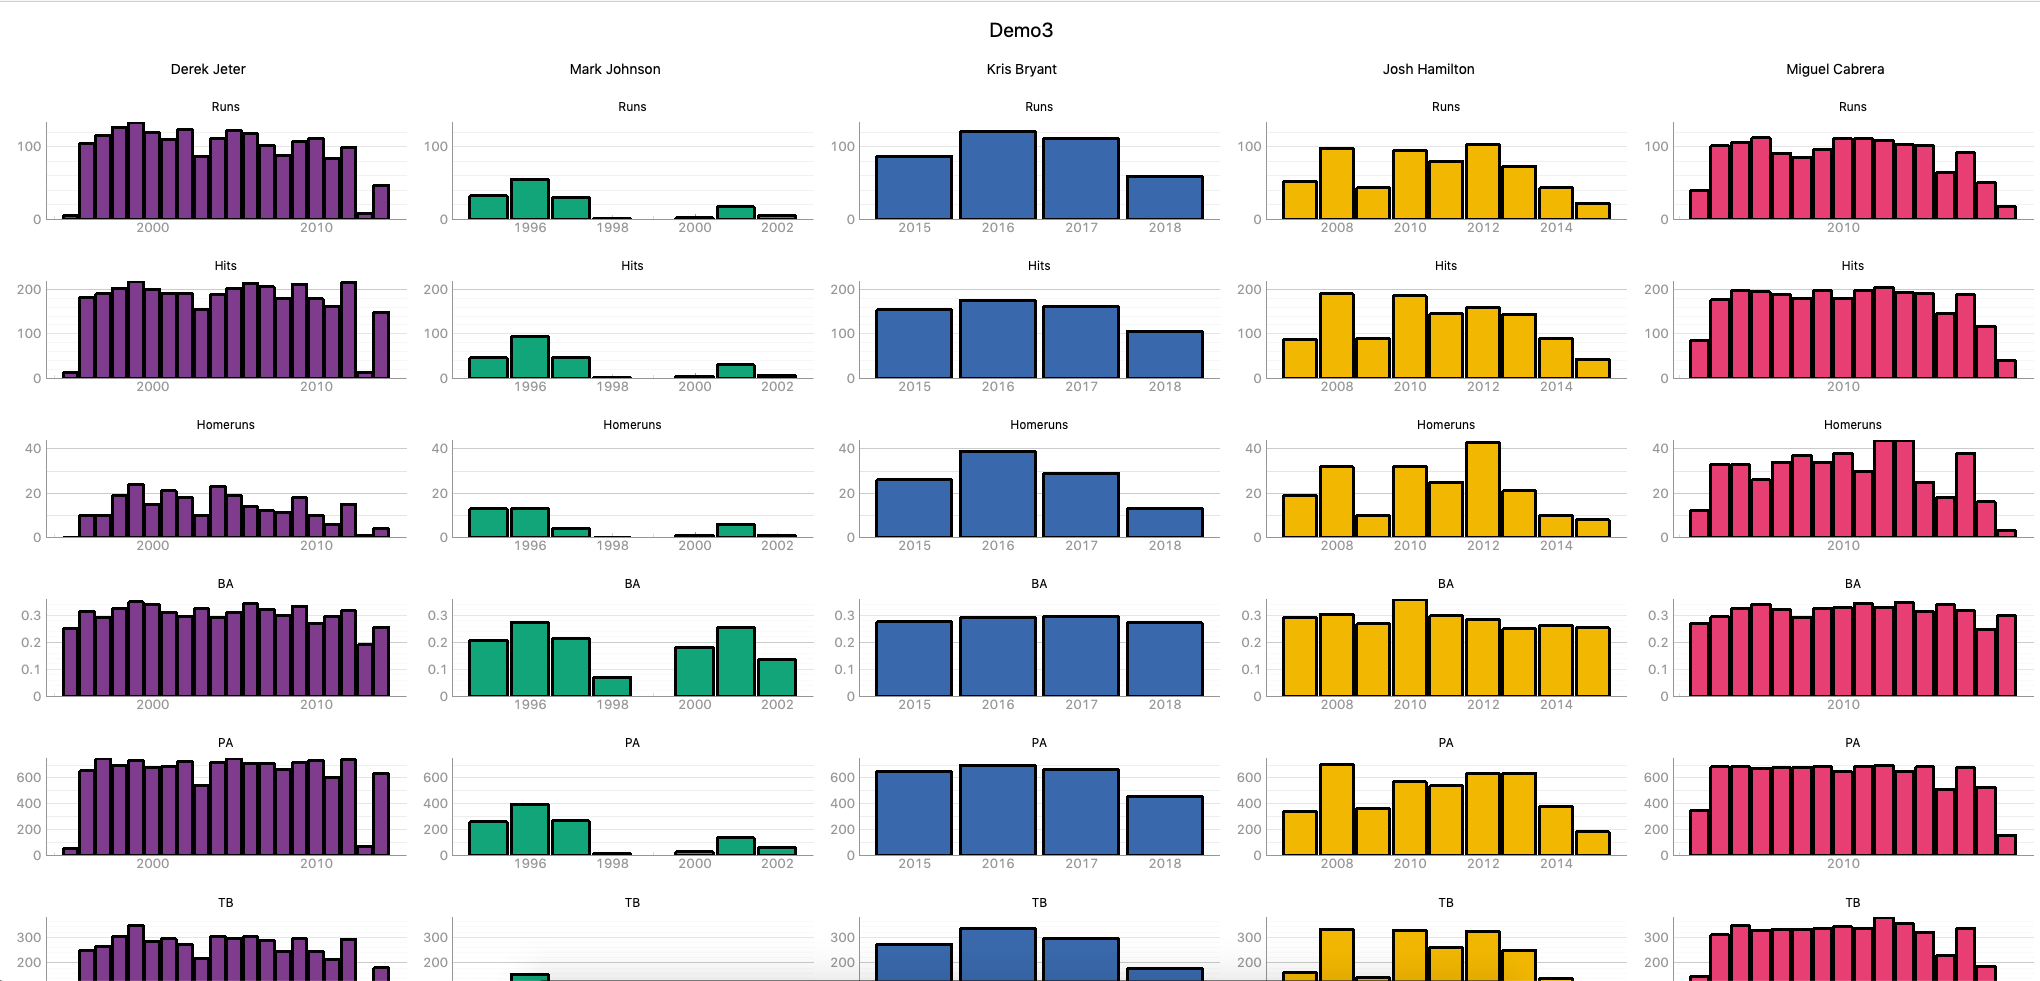 Demo3
Derek Jeter Mark Johnson Kris Bryant Josh Hamilton Miguel Cabrera
Runs Runs Runs Runs Runs
100 100 100 100 100
0 0 0 0 0
2000 2010 1996 1998 2000 2002 2015 2016 2017 2018 2008 2010 2012 2014 2010
Hits Hits Hits Hits Hits
200 200 200 200 200
100 100 100 100 100
0 0 0 0 0
2000 2010 1996 1998 2000 2002 2015 2016 2017 2018 2008 2010 2012 2014 2010
Homeruns Homeruns Homeruns Homeruns Homeruns
40 40 40 40 40
20 20 20 20 20
0 0 0 0 0
2000 2010 1996 1998 2000 2002 2015 2016 2017 2018 2008 2010 2012 2014 2010
BA BA BA BA BA
0.3 0.3 0.3 0.3 0.3
0.2 0.2 0.2 0.2 0.2
0.1 0.1 0.1 0.1 0.1
0 0 0 0 0
2000 2010 1996 1998 2000 2002 2015 2016 2017 2018 2008 2010 2012 2014 2010
PA PA PA PA PA
600 600 600 600 600
400 400 400 400 400
200 200 200 200 200
0 0 0 0 0
2000 2010 1996 1998 2000 2002 2015 2016 2017 2018 2008 2010 2012 2014 2010
TB TB TB TB TB
300 300 300 300 300
200 200 200 200 200